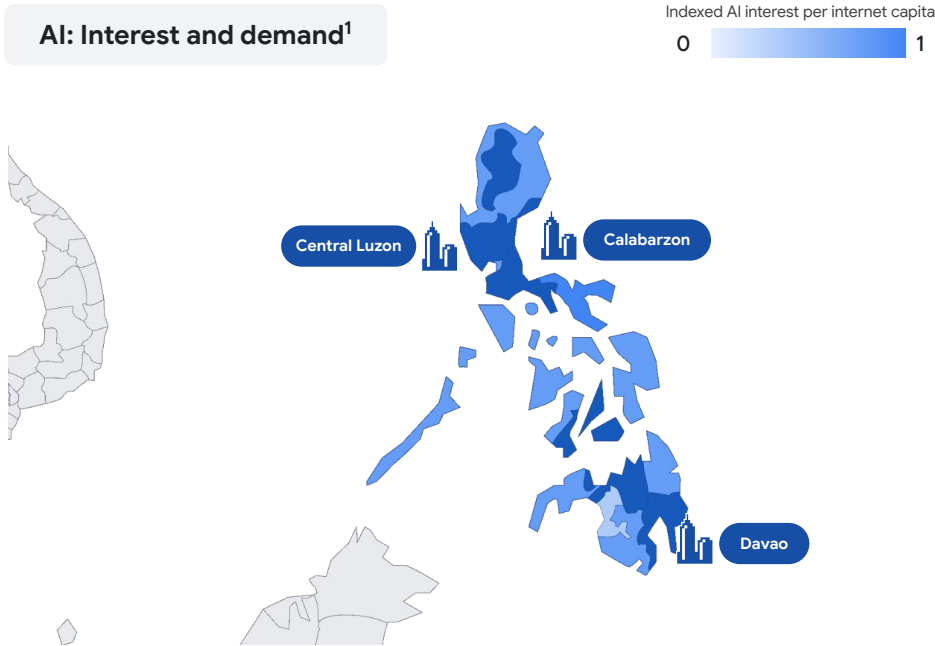 AI: Interest and demand¹
Indexed AI interest per internet capita
0 1
Central Luzon
Calabarzon
Davao